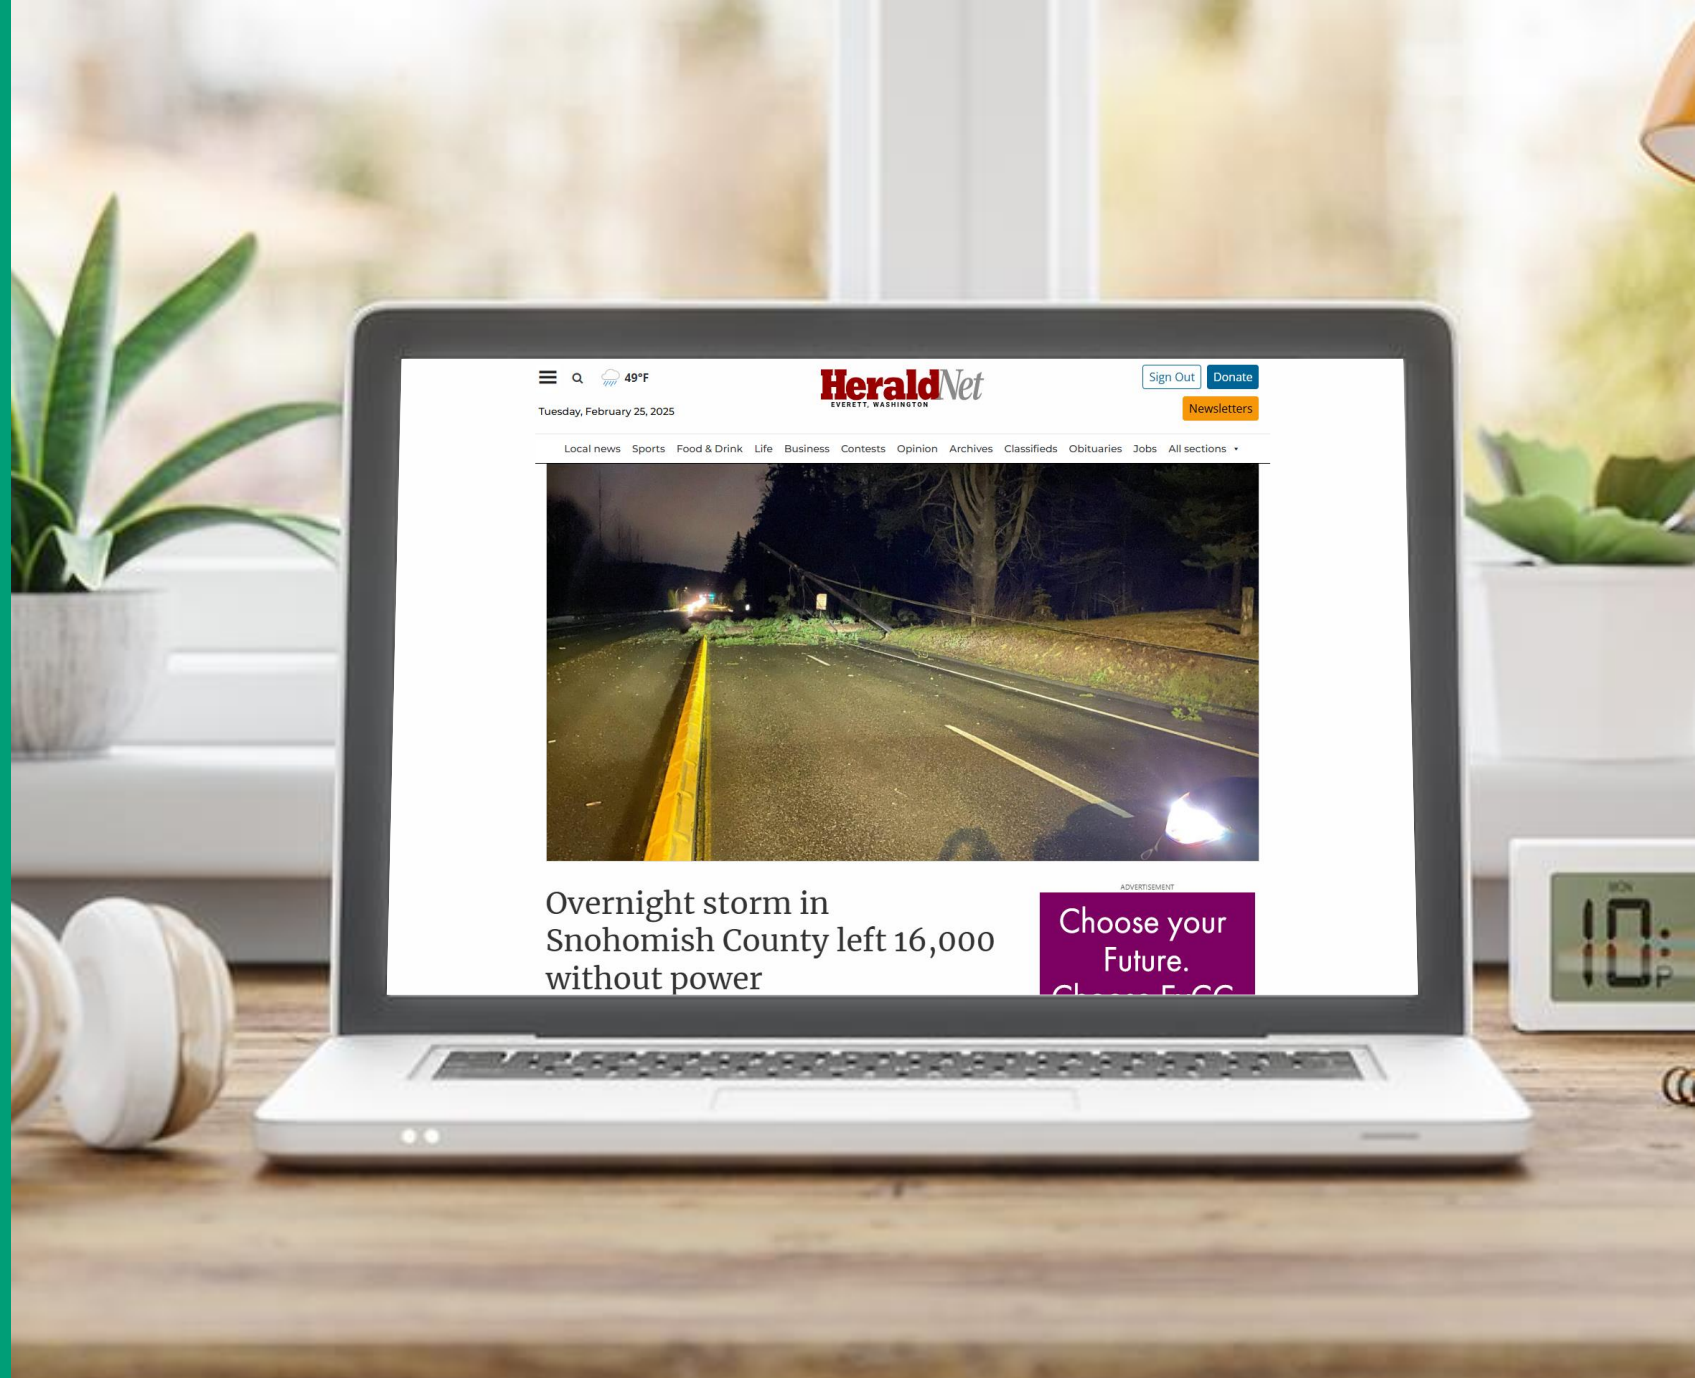 49°F
HeraldNet
EVERETT, WASHINGTON
Sign Out Donate
Tuesday, February 25, 2025
Newsletters
Local news Sports Food & Drink Life Business Contests Opinion Archives Classifieds Obituaries Jobs All sections
Overnight storm in
Snohomish County left 16,000
without power
ADVERTISEMENT
Choose your
Future.
MON
10:
P